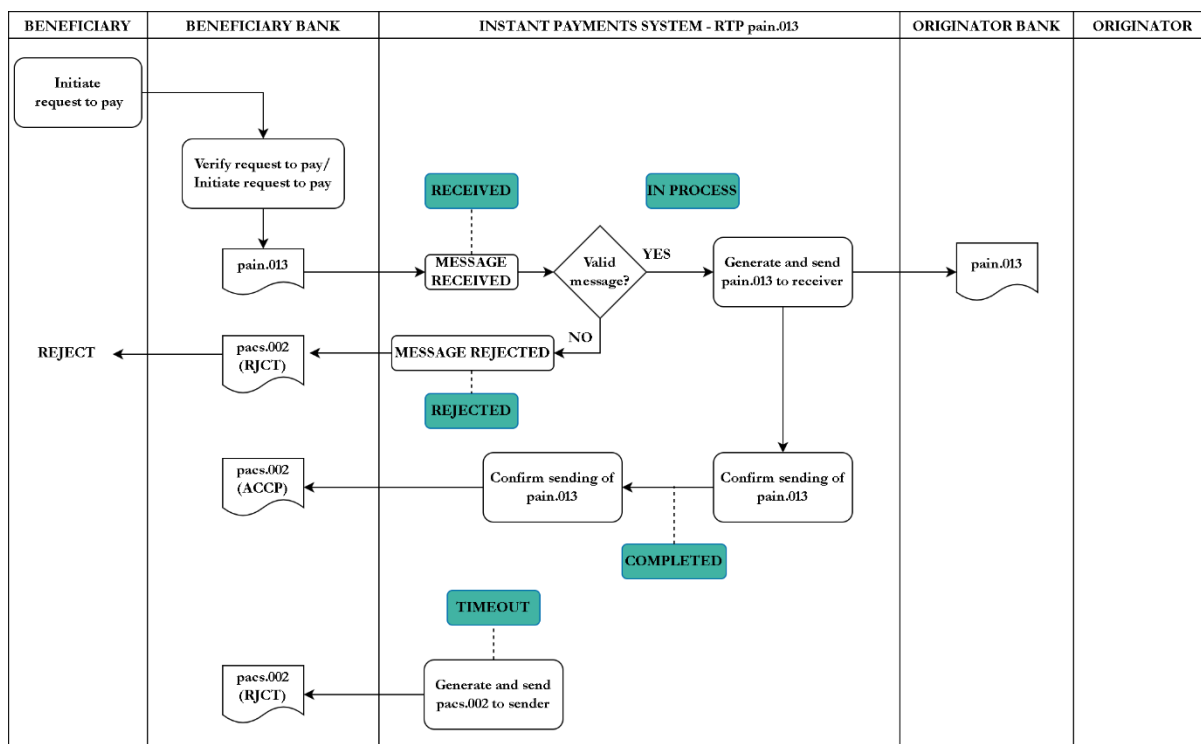 BENEFICIARY
BENEFICIARY BANK
INSTANT PAYMENTS SYSTEM - RTP pain.013
ORIGINATOR BANK
ORIGINATOR
Initiate
request to pay
Verify request to pay/
Initiate request to pay
RECEIVED
IN PROCESS
pain.013
MESSAGE
RECEIVED
Valid
message?
YES
Generate and send
pain.013 to receiver
pain.013
NO
REJECT
pacs.002
(RJCT)
MESSAGE REJECTED
REJECTED
pacs.002
(ACCP)
Confirm sending of
pain.013
Confirm sending of
pain.013
COMPLETED
TIMEOUT
pacs.002
(RJCT)
Generate and send
pacs.002 to sender